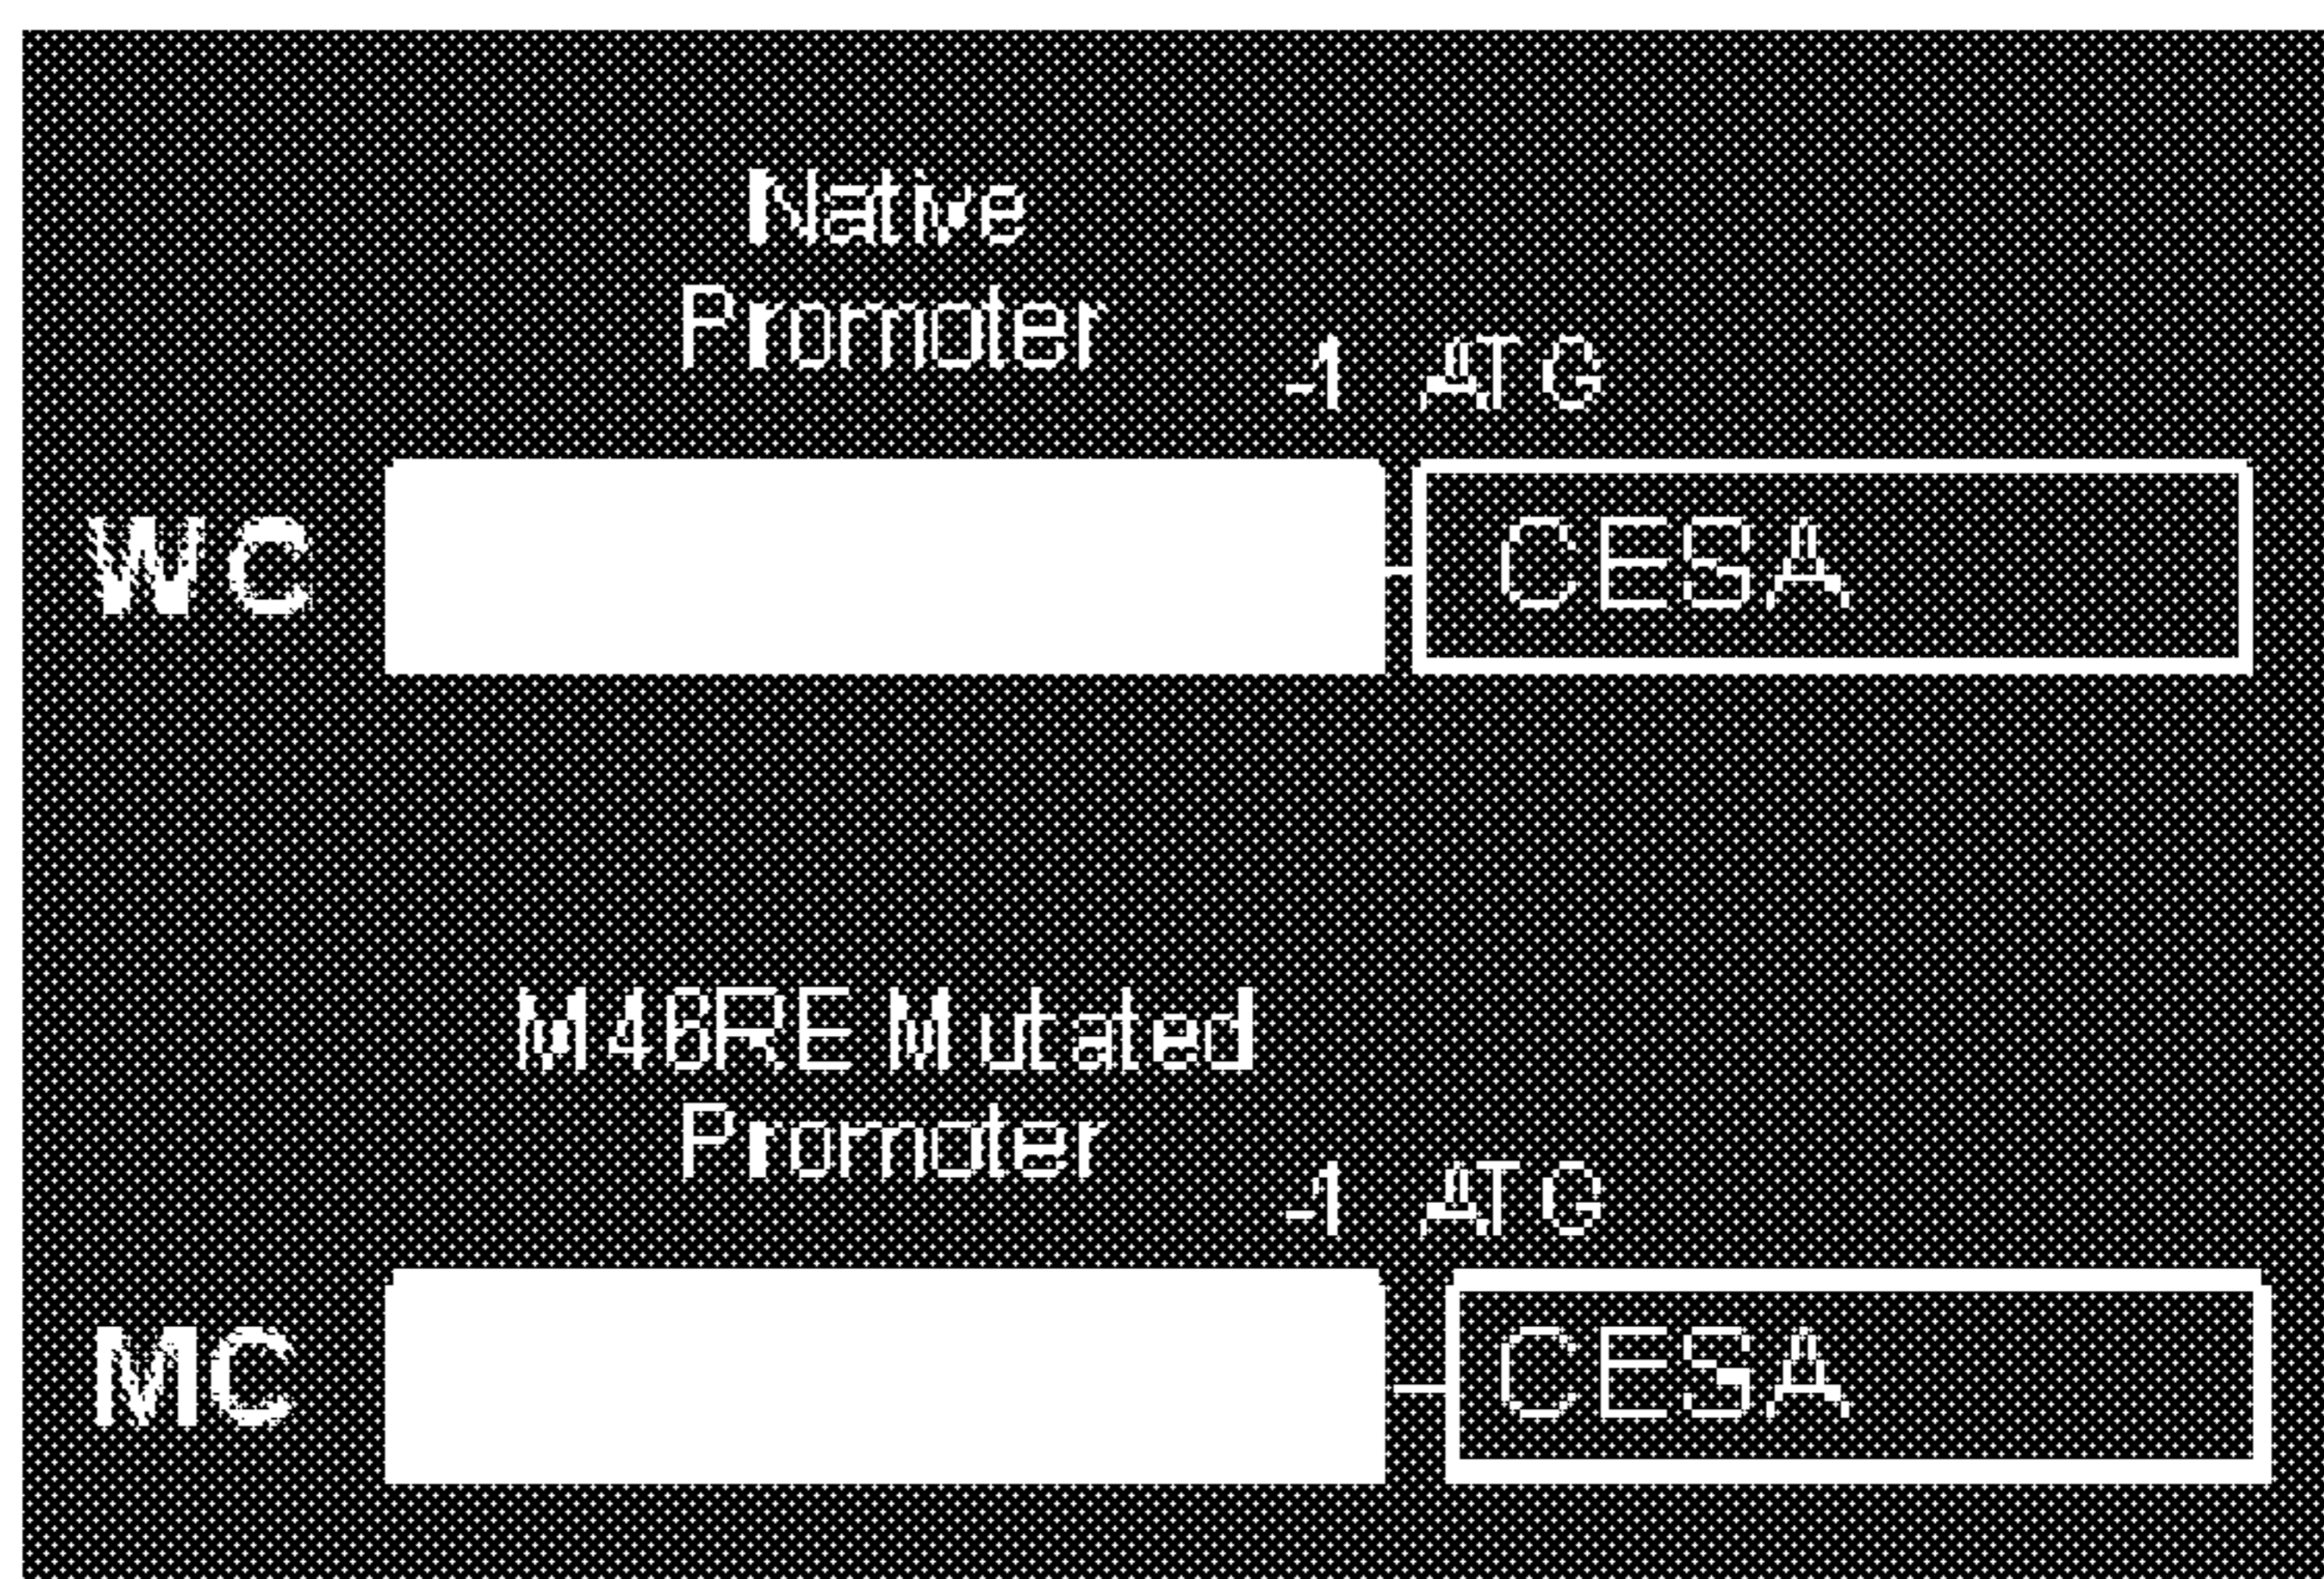 Native
Promoter
-1 ATG
WC
CESA
M46RE Mutated
Promoter
-1 ATG
MC
CESA